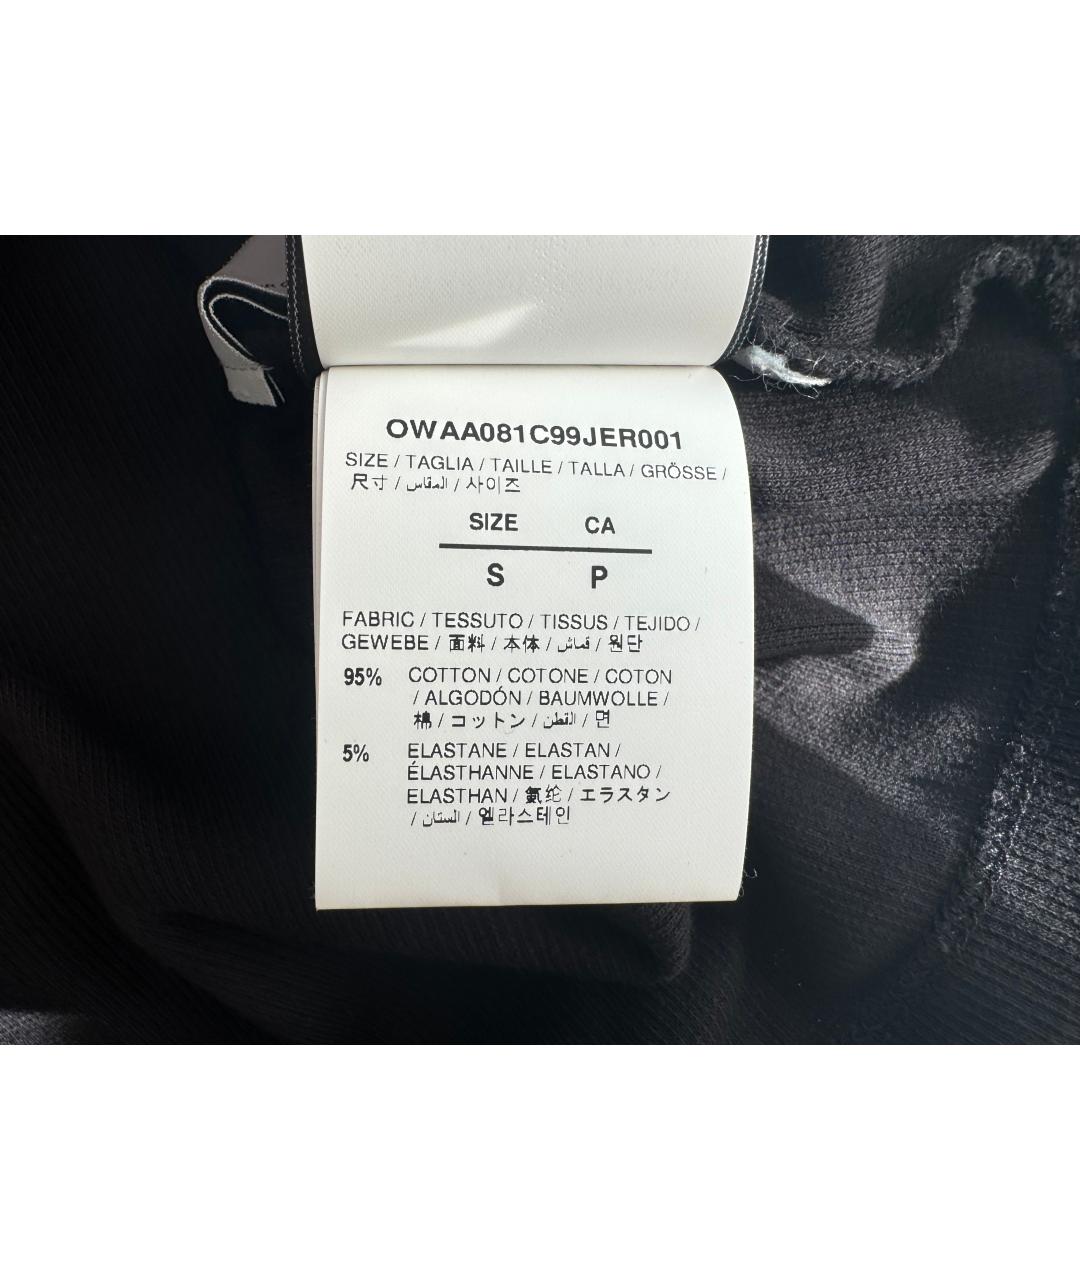 OWAA081C99JER001
SIZE / TAGLIA / TAILLE / TALLA / GRÖSSE /
尺寸 / المقاس / 사이즈
SIZE CA
S P
FABRIC / TESSUTO / TISSUS / TEJIDO /
GEWEBE / 面料 / 本体 / قماش / 원단
95% COTTON / COTONE / COTON
/ ALGODÓN / BAUMWOLLE /
棉 / コットン / القطن / 면
5% ELASTANE / ELASTAN /
ÉLASTHANNE / ELASTANO /
ELASTHAN / 氨纶 / エラスタン
/ الستان / 엘라스테인